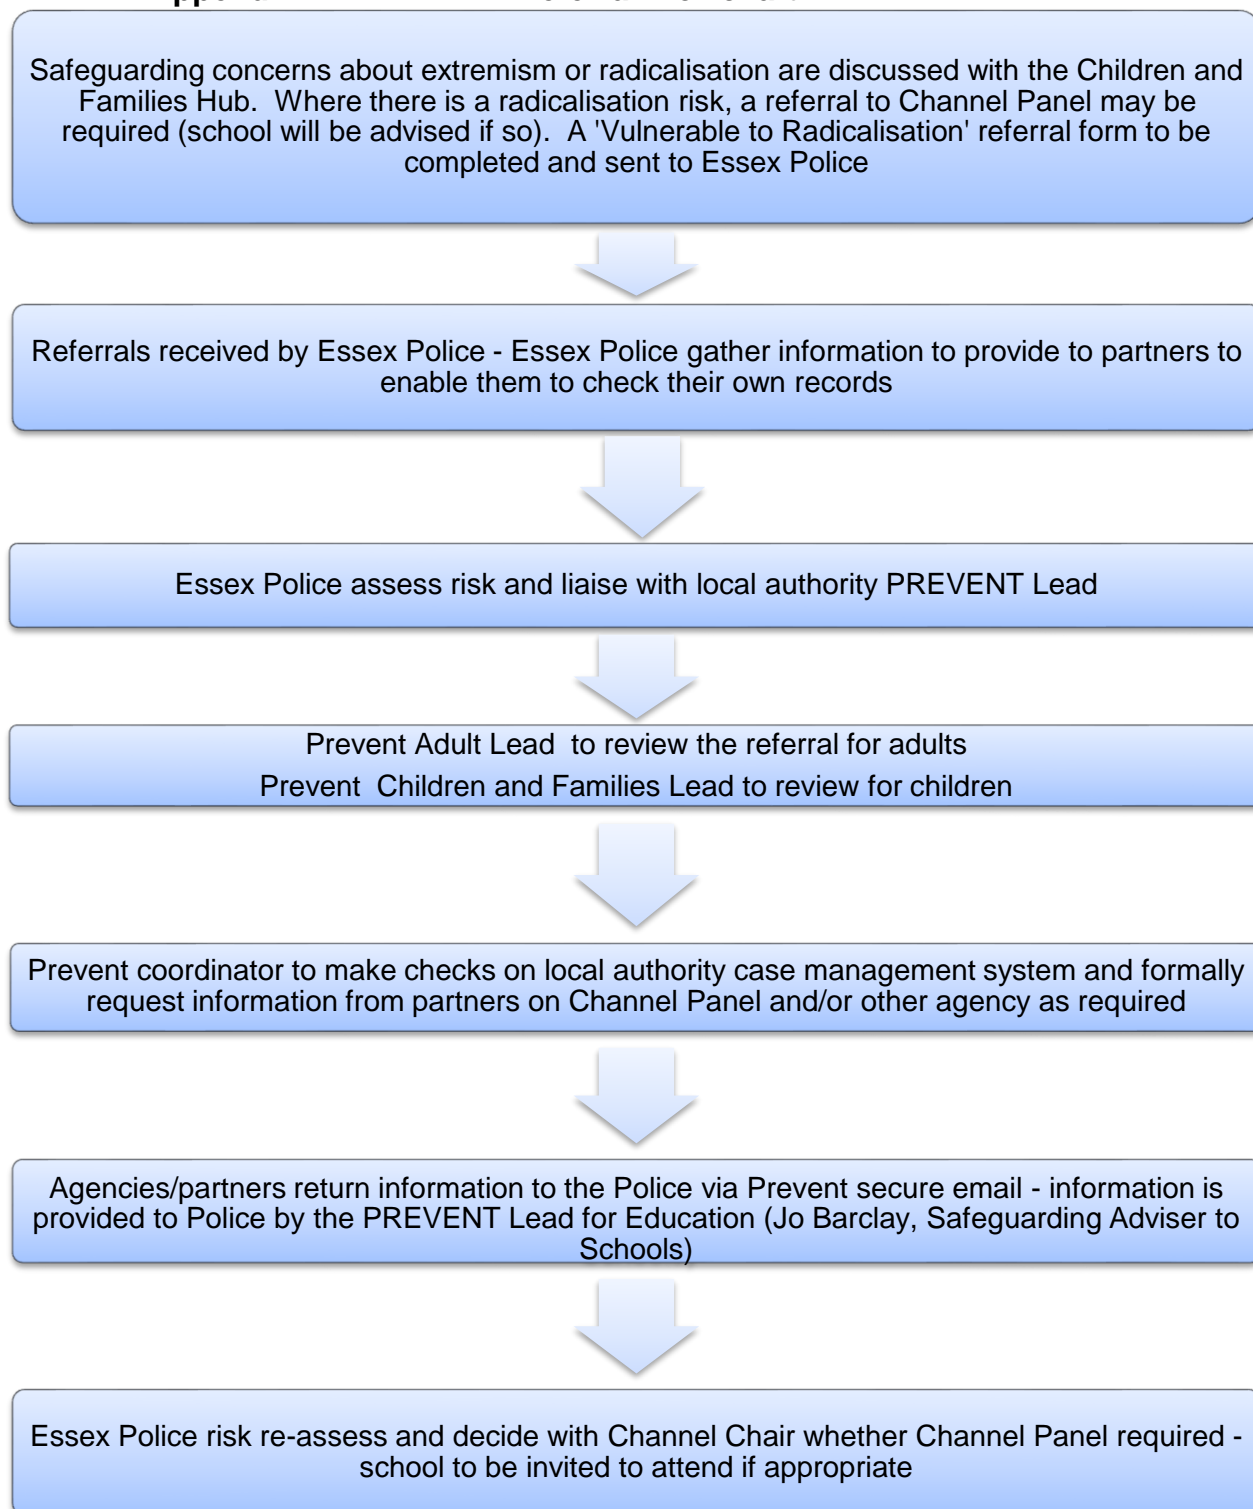 Safeguarding concerns about extremism or radicalisation are discussed with the Children and
Families Hub.  Where there is a radicalisation risk, a referral to Channel Panel may be
required (school will be advised if so).  A 'Vulnerable to Radicalisation' referral form to be
completed and sent to Essex Police
Referrals received by Essex Police - Essex Police gather information to provide to partners to
enable them to check their own records
Essex Police assess risk and liaise with local authority PREVENT Lead
Prevent Adult Lead  to review the referral for adults
Prevent  Children and Families Lead to review for children
Prevent coordinator to make checks on local authority case management system and formally
request information from partners on Channel Panel and/or other agency as required
Agencies/partners return information to the Police via Prevent secure email - information is
provided to Police by the PREVENT Lead for Education (Jo Barclay, Safeguarding Adviser to
Schools)
Essex Police risk re-assess and decide with Channel Chair whether Channel Panel required -
school to be invited to attend if appropriate